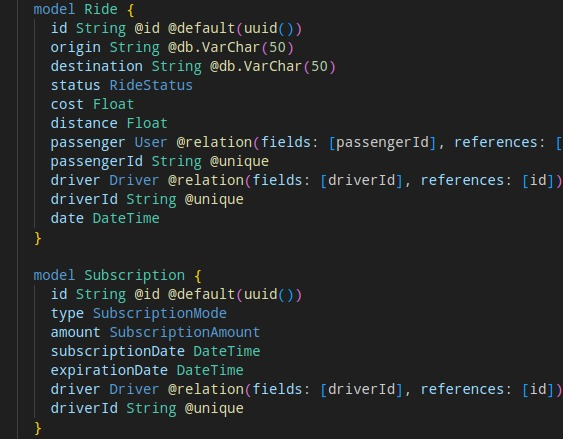 model Ride {
id String @id @default(uuid())
origin String @db.VarChar(50)
destination String @db.VarChar(50)
status RideStatus
cost Float
distance Float
passenger User @relation(fields: [passengerId], references: [
passengerId String @unique
driver Driver @relation(fields: [driverId], references: [id])
driverId String @unique
date DateTime
}
model Subscription {
id String @id @default(uuid())
type SubscriptionMode
amount SubscriptionAmount
subscriptionDate DateTime
expirationDate DateTime
driver Driver @relation(fields: [driverId], references: [id])
driverId String @unique
}